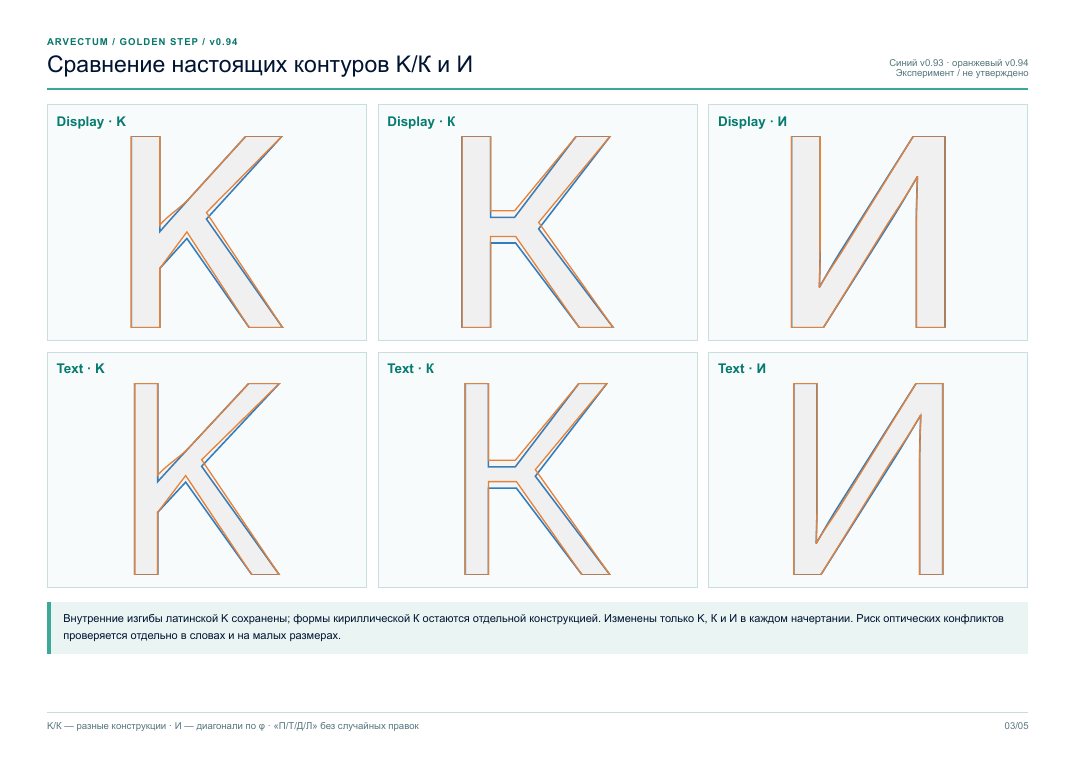 ARVECTUM / GOLDEN STEP / v0.94
Сравнение настоящих контуров K/К и И
Синий v0.93 · оранжевый v0.94
Эксперимент / не утверждено
Display · K
Display · К
Display · И
K
К
И
Text · K
Text · К
Text · И
K
К
И
Внутренние изгибы латинской K сохранены; формы кириллической К остаются отдельной конструкцией. Изменены только K, К и И в каждом начертании. Риск оптических конфликтов
проверяется отдельно в словах и на малых размерах.
K/К — разные конструкции · И — диагонали по φ · «П/Т/Д/Л» без случайных правок
03/05